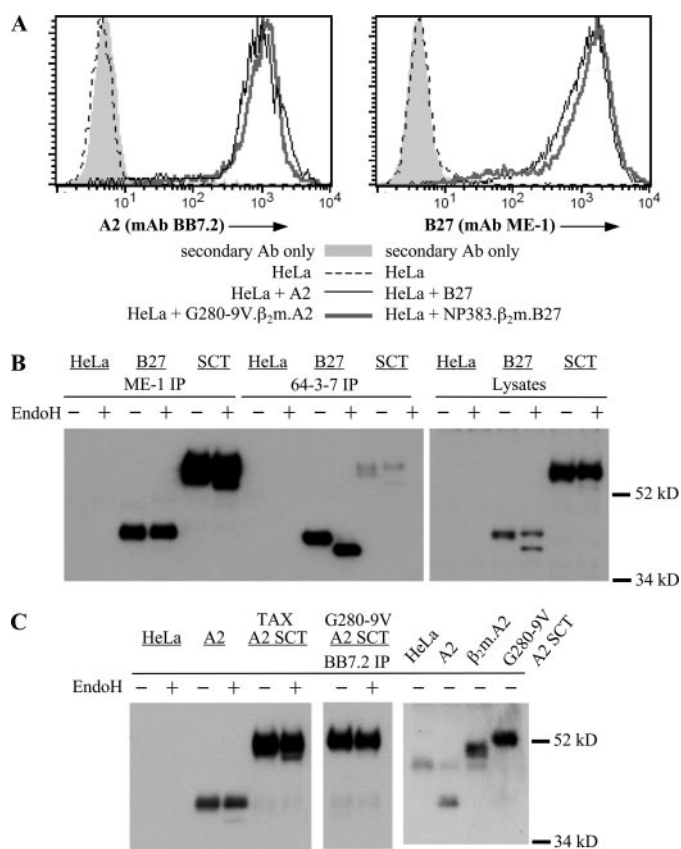 A
10¹ 10² 10³ 10⁴ 10¹ 10² 10³ 10⁴
A2 (mAb BB7.2) B27 (mAb ME-1)
secondary Ab only secondary Ab only
HeLa HeLa
HeLa + A2 HeLa + B27
HeLa + G280-9V.β₂m.A2 HeLa + NP383.β₂m.B27
B
HeLa B27 SCT HeLa B27 SCT HeLa B27 SCT
ME-1 IP 64-3-7 IP Lysates
EndoH − + − + − + − + − + − + − + − + − +
52 kD
34 kD
C
HeLa A2 TAX A2 SCT G280-9V A2 SCT HeLa A2 β₂m.A2 G280-9V A2 SCT
BB7.2 IP
EndoH − + − + − + − +
52 kD
34 kD